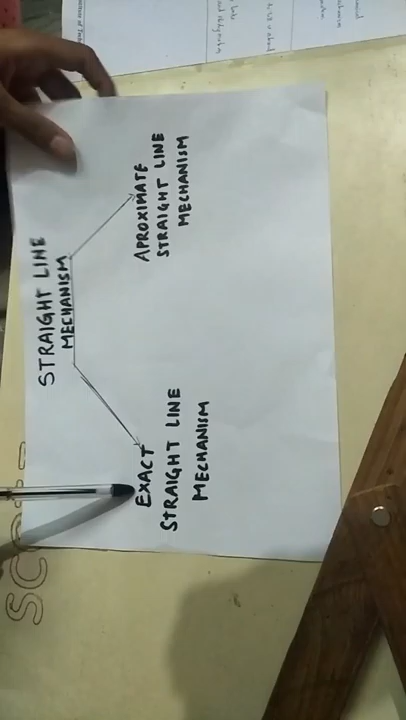 STRAIGHT LINE
MECHANISM
EXACT
STRAIGHT LINE
MECHANISM
APROXIMATE
STRAIGHT LINE
MECHANISM